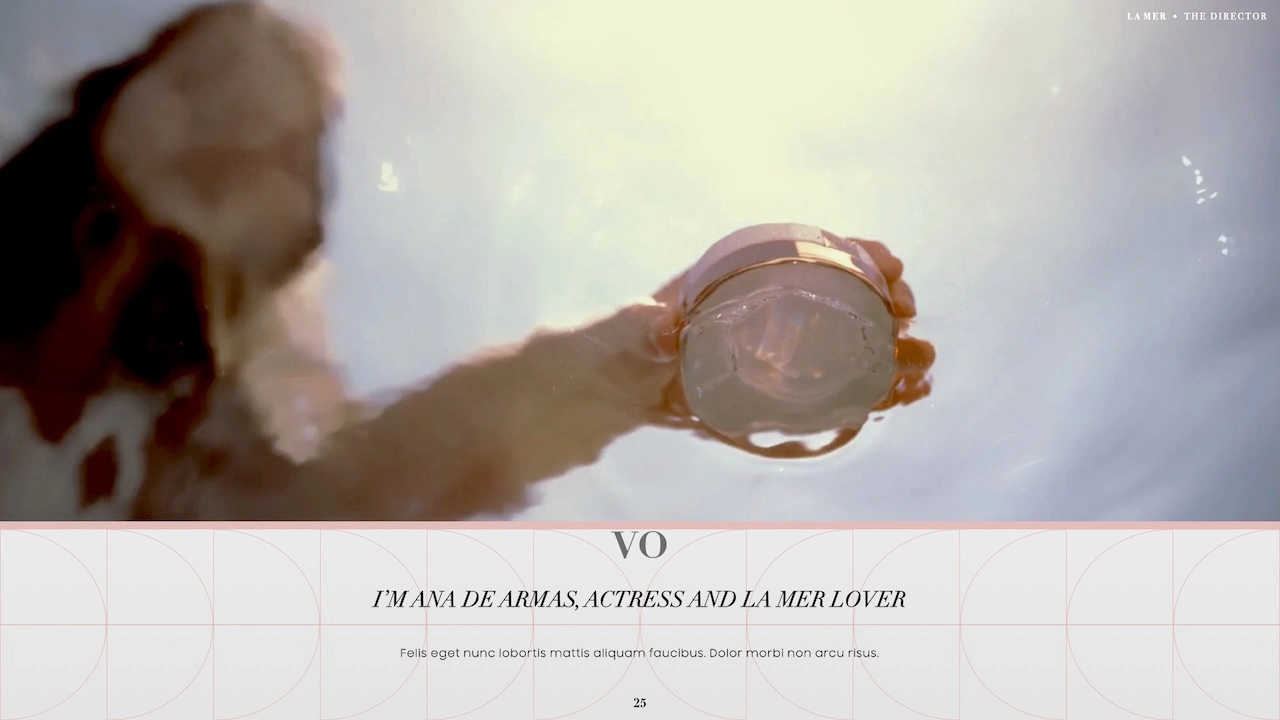 LA MER ✦ THE DIRECTOR
VO
I’M ANA DE ARMAS, ACTRESS AND LA MER LOVER
Felis eget nunc lobortis mattis aliquam faucibus. Dolor morbi non arcu risus.
25